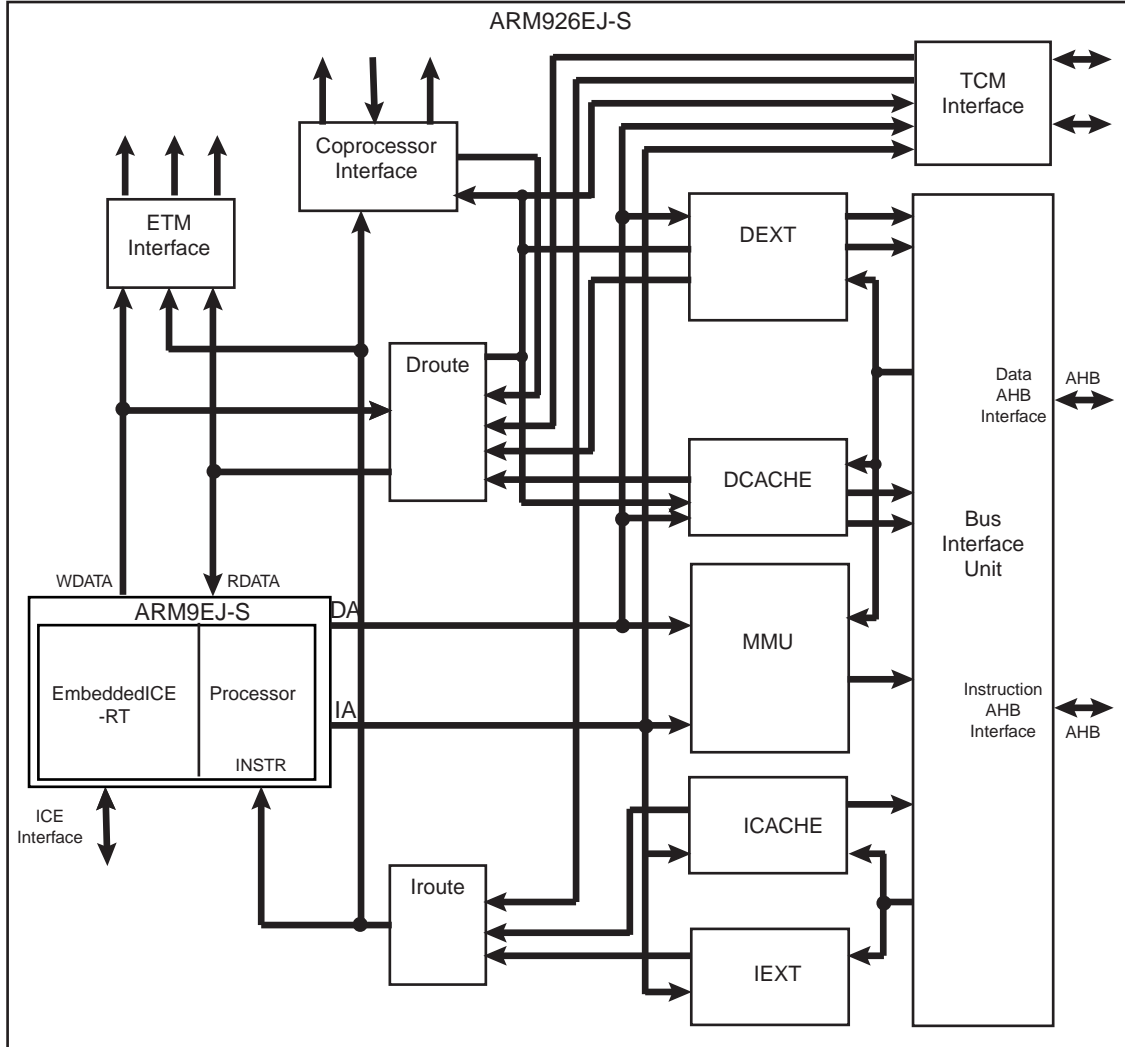 ARM926EJ-S
TCM
Interface
Coprocessor
Interface
ETM
Interface
DEXT
Droute
Data
AHB
Interface
AHB
DCACHE
Bus
Interface
Unit
WDATA
RDATA
ARM9EJ-S
DA
MMU
EmbeddedICE
-RT
Processor
IA
Instruction
AHB
Interface
AHB
INSTR
ICE
Interface
ICACHE
Iroute
IEXT